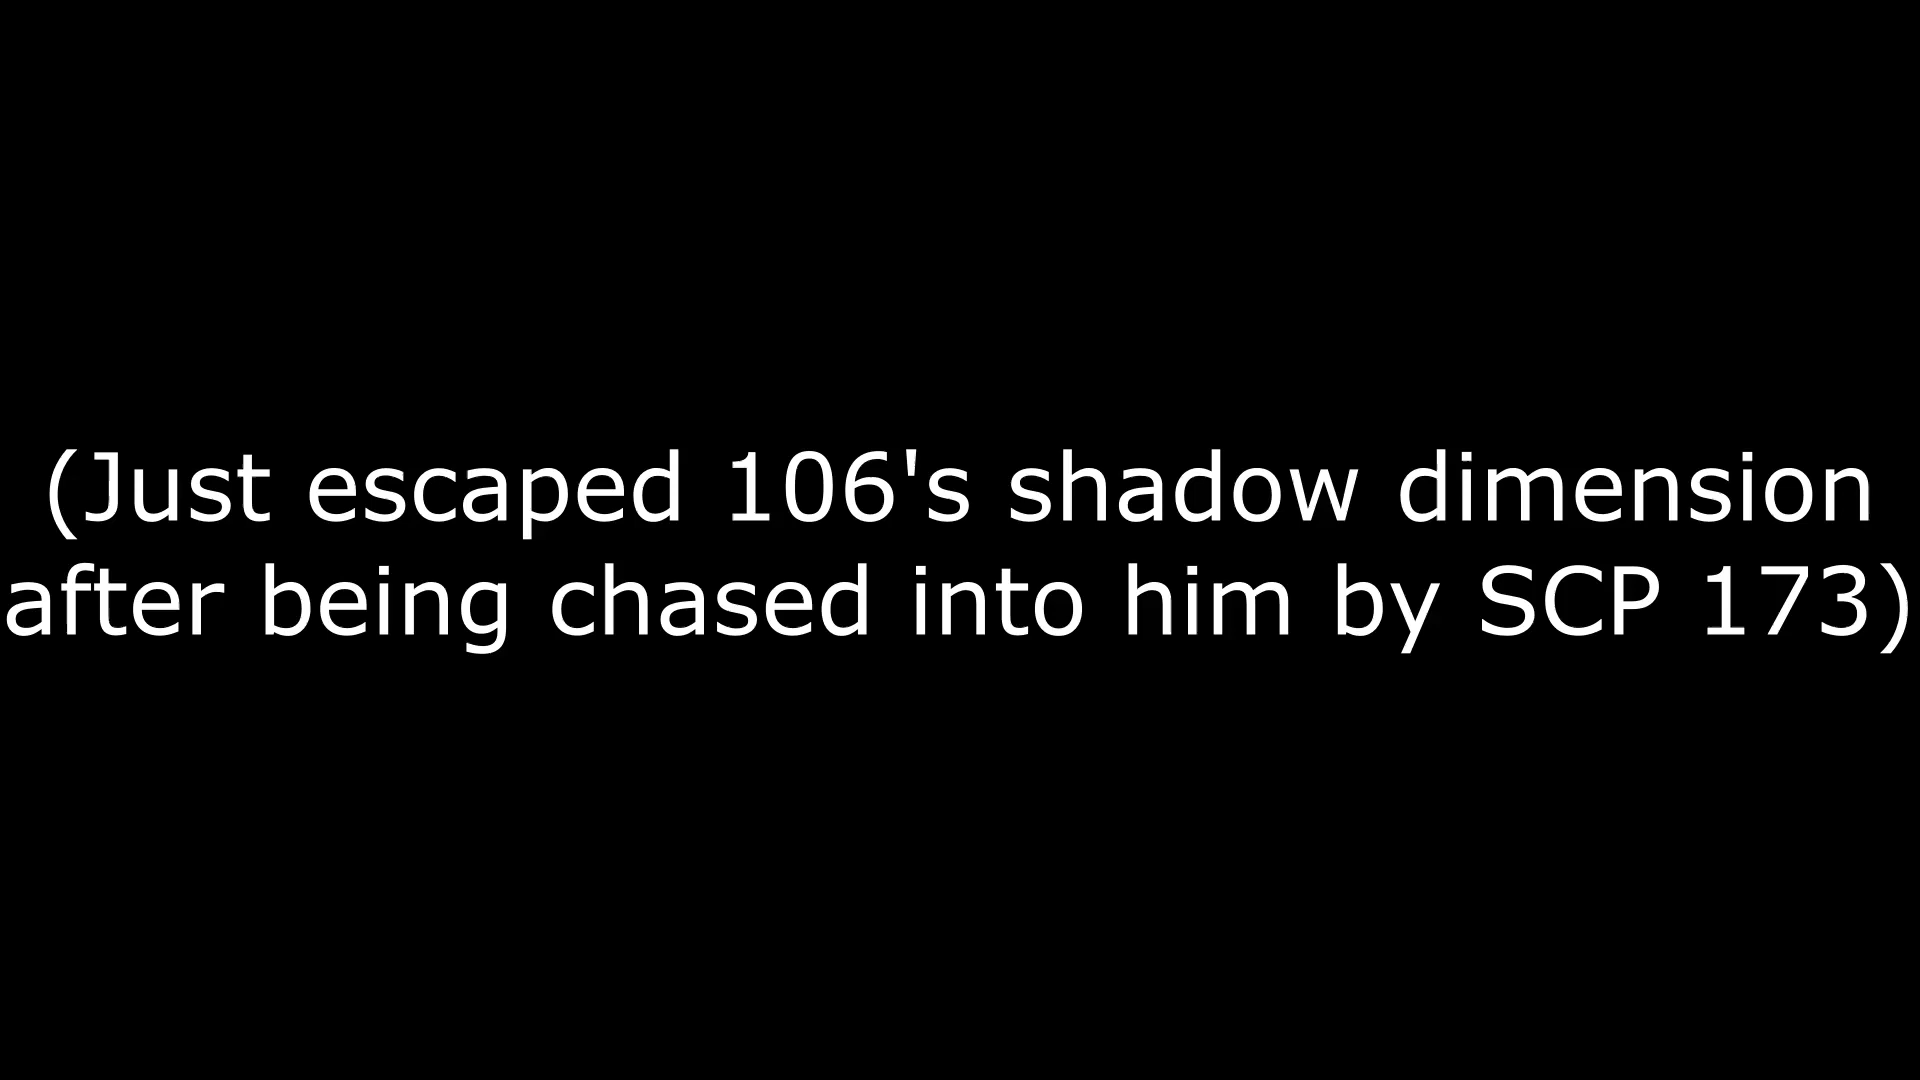 (Just escaped 106's shadow dimension
after being chased into him by SCP 173)